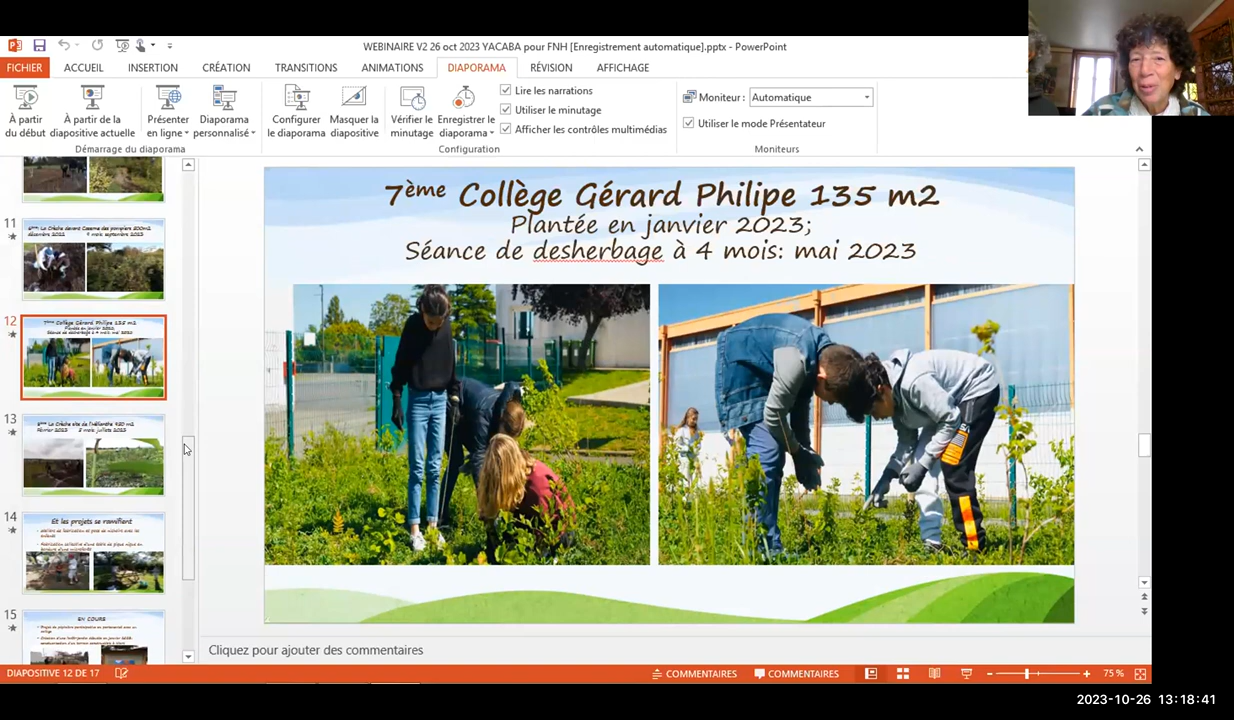 WEBINAIRE V2 26 oct 2023 YACABA pour FNH [Enregistrement automatique].pptx - PowerPoint
FICHIER ACCUEIL INSERTION CRÉATION TRANSITIONS ANIMATIONS DIAPORAMA RÉVISION AFFICHAGE
À partir du début
À partir de la diapositive actuelle
Présenter en ligne
Diaporama personnalisé
Démarrage du diaporama
Configurer le diaporama
Masquer la diapositive
Vérifier le minutage
Enregistrer le diaporama
Lire les narrations
Utiliser le minutage
Afficher les contrôles multimédias
Configuration
Moniteur : Automatique
Utiliser le mode Présentateur
Moniteurs
11
12
7ème Collège Gérard Philipe 135 m2
13
14
Et les projets se ramifient
15
EN COURS
7ème Collège Gérard Philipe 135 m2
Plantée en janvier 2023;
Séance de desherbage à 4 mois: mai 2023
Cliquez pour ajouter des commentaires
DIAPOSITIVE 12 DE 17
COMMENTAIRES
COMMENTAIRES
75 %
2023-10-26 13:18:41